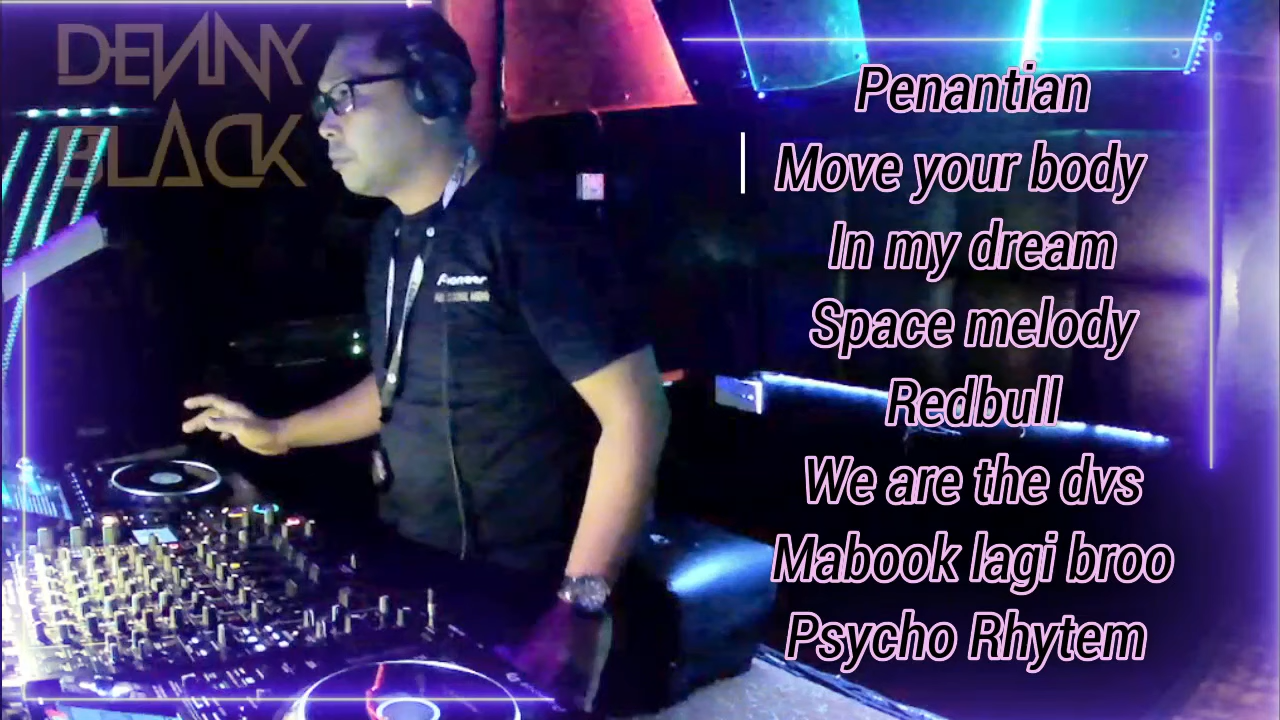 DENNY
BLACK
Pioneer
Penantian
Move your body
In my dream
Space melody
Redbull
We are the dvs
Mabook lagi broo
Psycho Rhytem